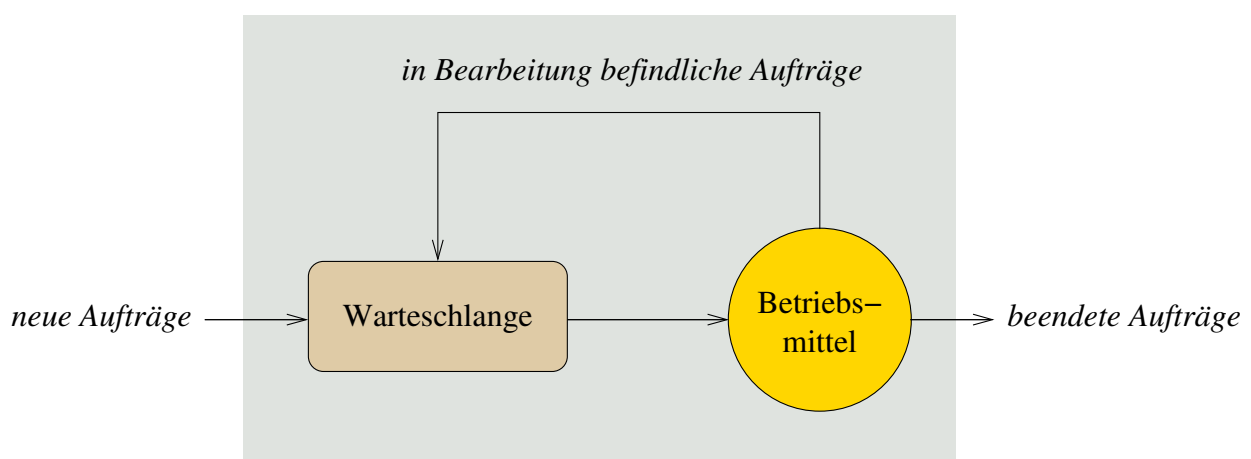 in Bearbeitung befindliche Aufträge
neue Aufträge
Warteschlange
Betriebs−
mittel
beendete Aufträge